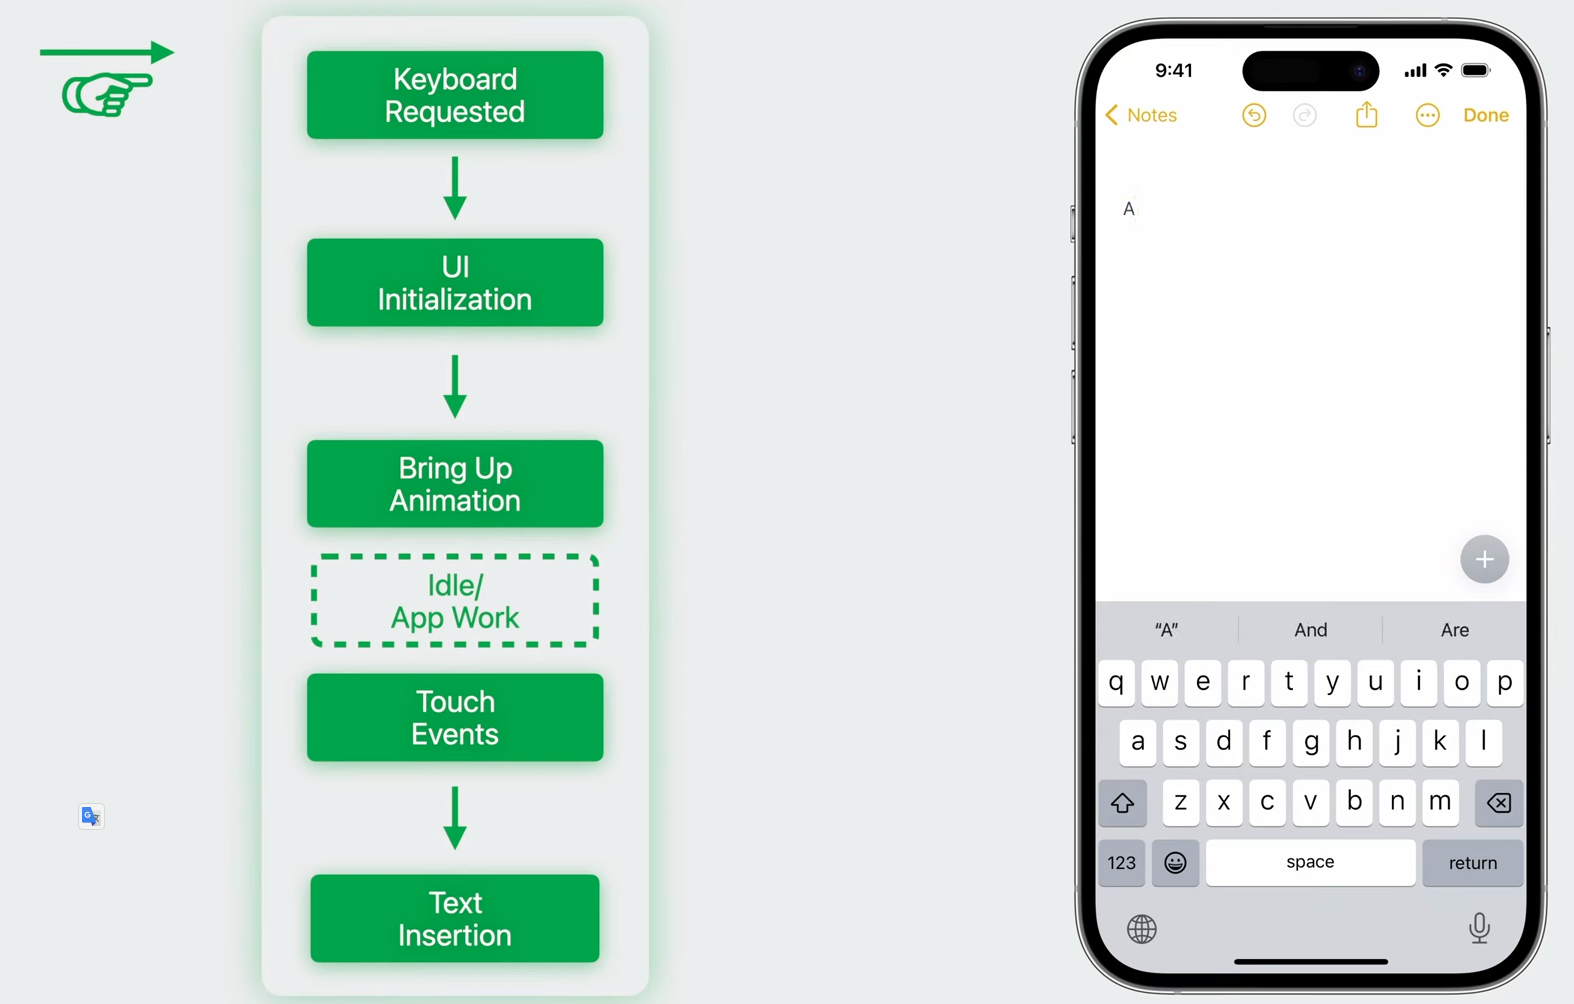 Keyboard
Requested
UI
Initialization
Bring Up
Animation
Idle/
App Work
Touch
Events
Text
Insertion
9:41
Notes
Done
A
“A”
And
Are
q w e r t y u i o p
a s d f g h j k l
z x c v b n m
123
space
return
G